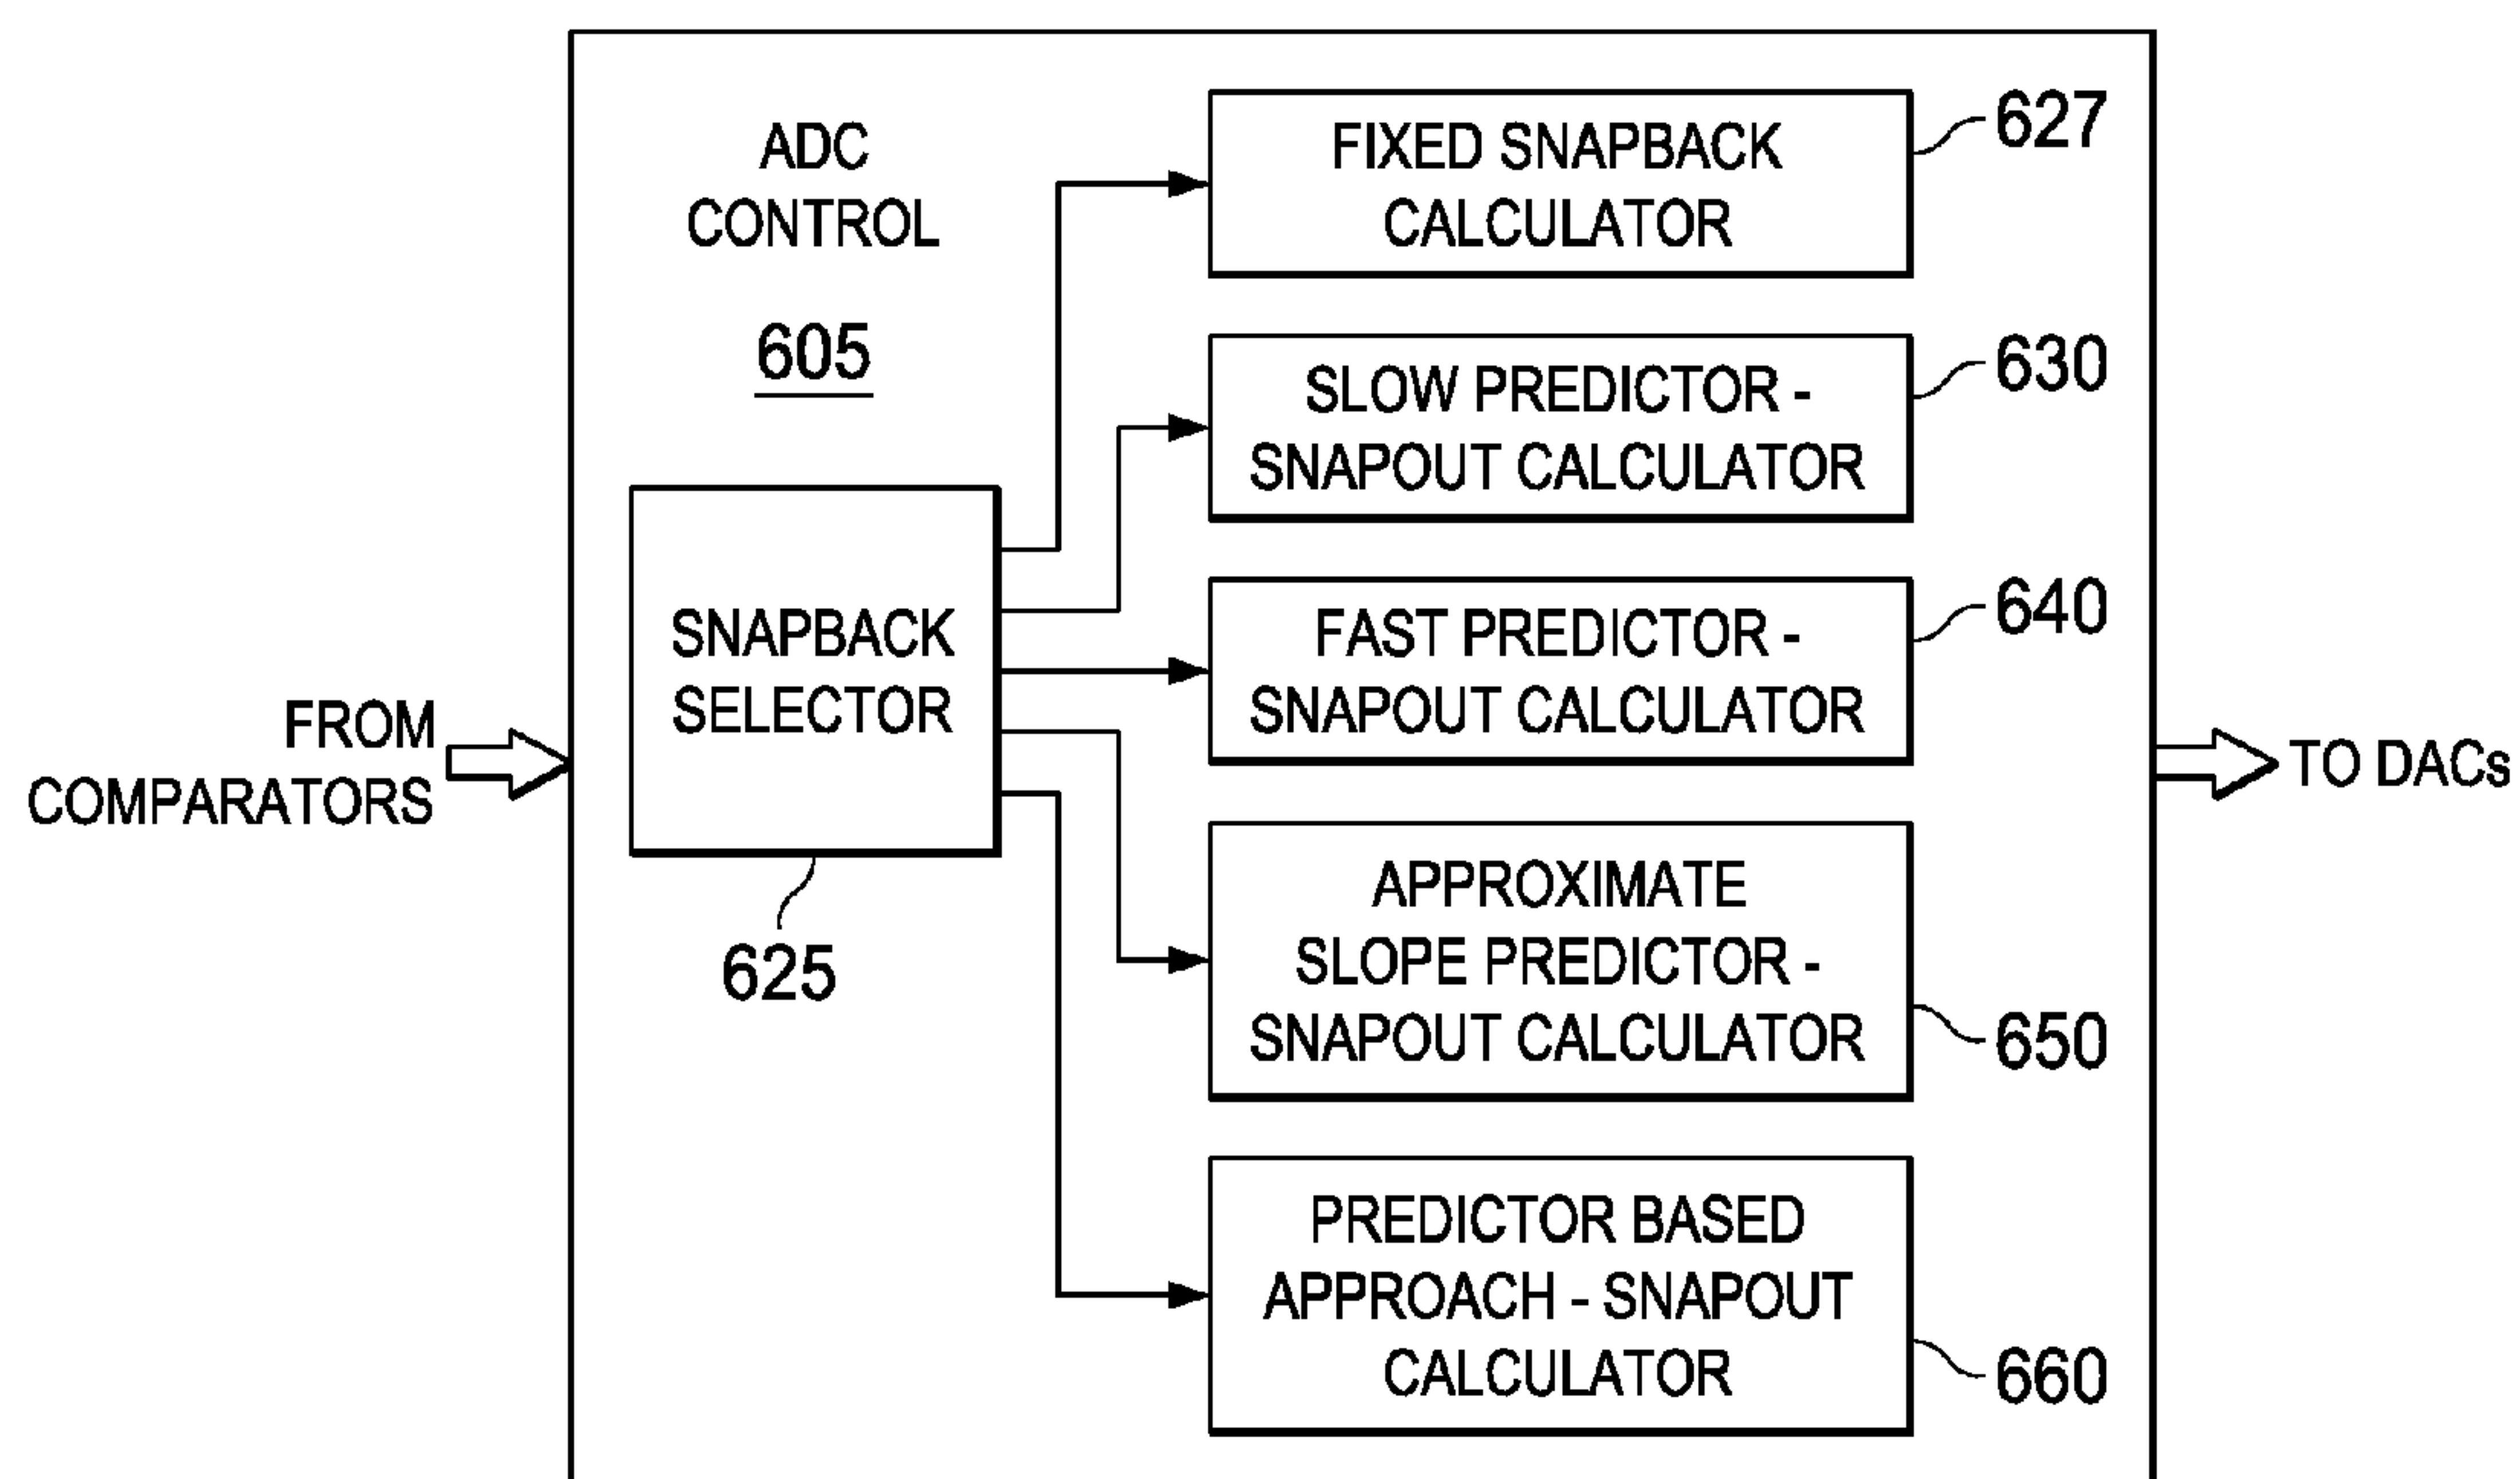 ADC
CONTROL
605
FIXED SNAPBACK
CALCULATOR
627
SLOW PREDICTOR -
SNAPOUT CALCULATOR
630
SNAPBACK
SELECTOR
625
FAST PREDICTOR -
SNAPOUT CALCULATOR
640
FROM
COMPARATORS
TO DACs
APPROXIMATE
SLOPE PREDICTOR -
SNAPOUT CALCULATOR
650
PREDICTOR BASED
APPROACH - SNAPOUT
CALCULATOR
660